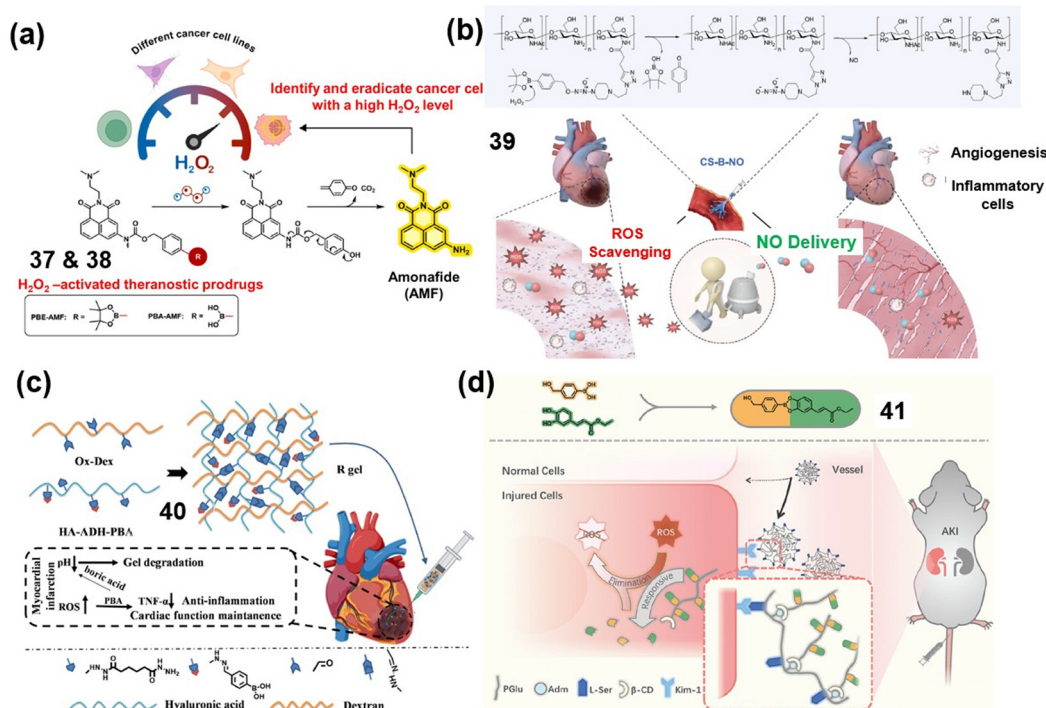 (a)
Different cancer cell lines
H₂O₂
Identify and eradicate cancer cel
with a high H₂O₂ level
CO₂
NH₂
Amonafide
(AMF)
37 & 38
R
H₂O₂ –activated theranostic prodrugs
PBE-AMF: R =
PBA-AMF: R =
(b)
H₂O₂
NO
39
CS-B-NO
ROS
Scavenging
NO Delivery
Angiogenesis
Inflammatory
cells
(c)
Ox-Dex
HA-ADH-PBA
40
R gel
Myocardial
infarction
pH
Gel degradation
boric acid
ROS
PBA
TNF-α
Anti-inflammation
Cardiac function maintanence
Hyaluronic acid
Dextran
(d)
41
Normal Cells
Injured Cells
Vessel
ROS
ROS
Elimination
Responsive
AKI
PGlu
Adm
L-Ser
β-CD
Kim-1